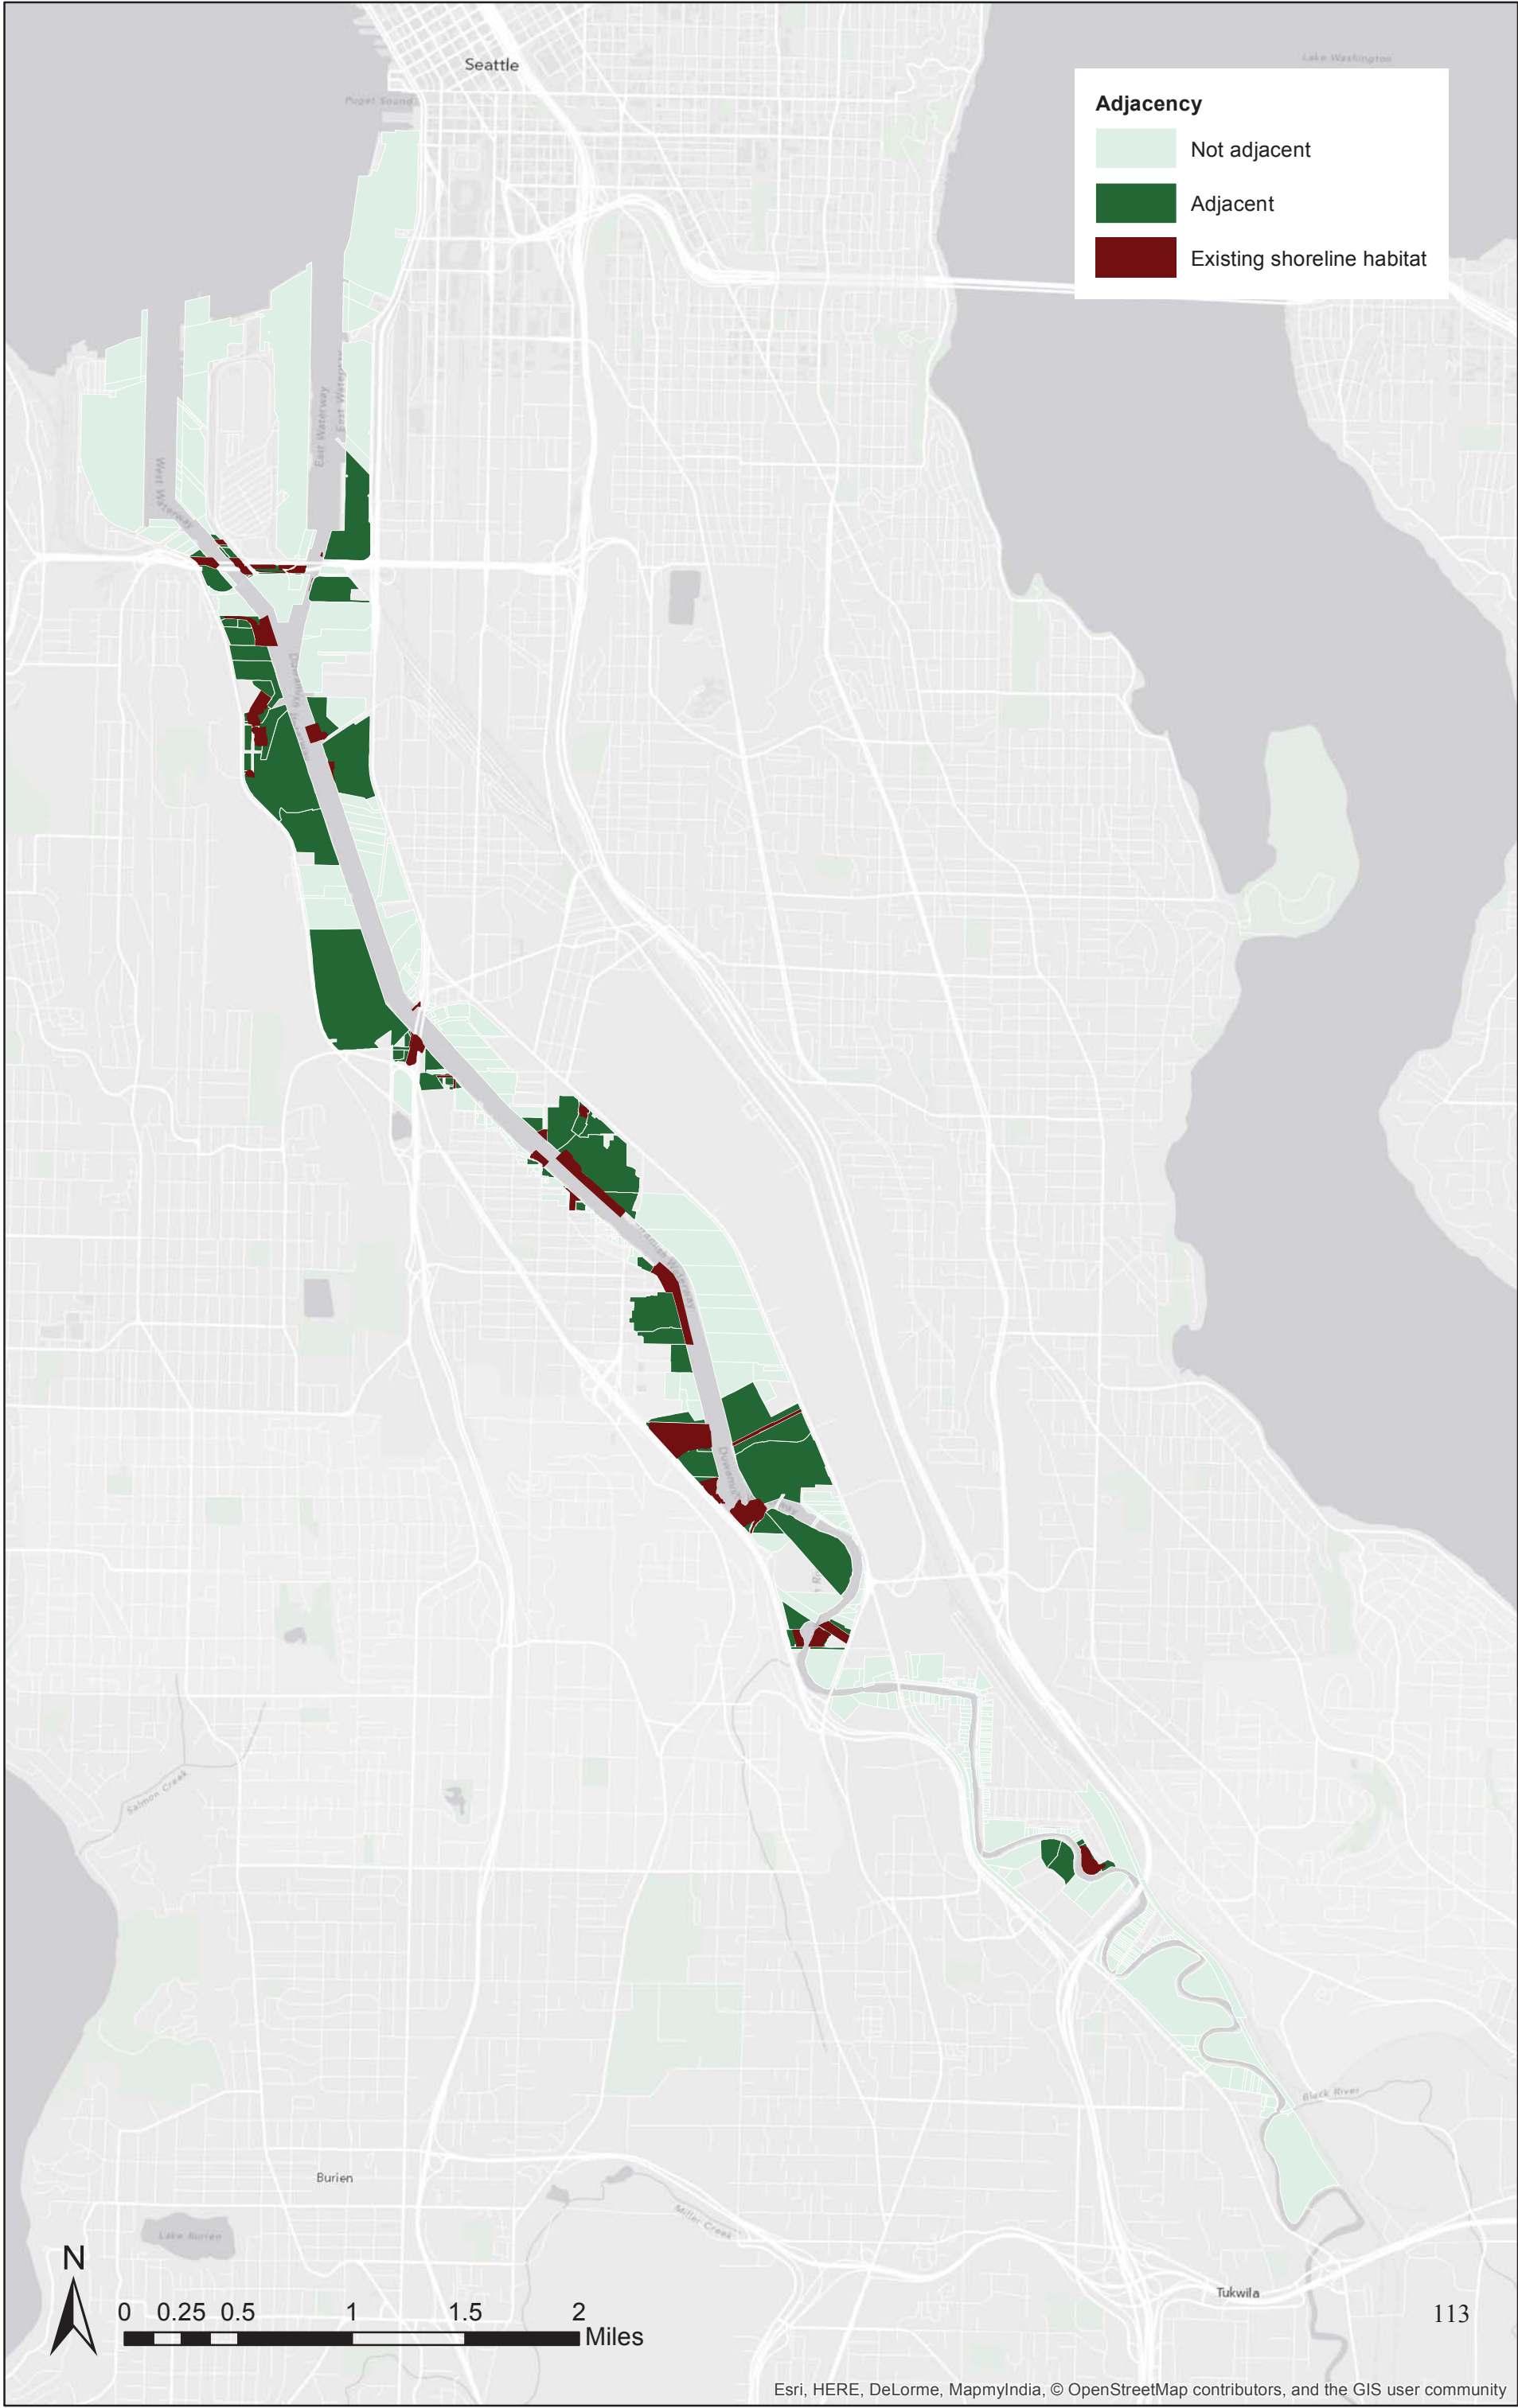 Seattle
Lake Washington
Puget Sound
Adjacency
Not adjacent
Adjacent
Existing shoreline habitat
East Waterway
East Waterway
West Waterway
Salmon Creek
Black River
Burien
Miller Creek
Lake Burien
N
Tukwila
0 0.25 0.5 1 1.5 2
Miles
113
Esri, HERE, DeLorme, MapmyIndia, © OpenStreetMap contributors, and the GIS user community